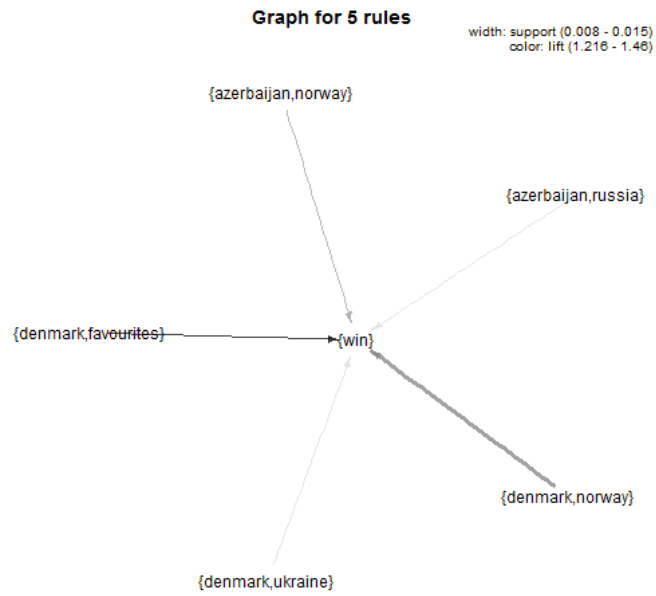 Graph for 5 rules
width: support (0.008 - 0.015)
color: lift (1.216 - 1.46)
{azerbaijan,norway}
{azerbaijan,russia}
{denmark,favourites}
{win}
{denmark,norway}
{denmark,ukraine}